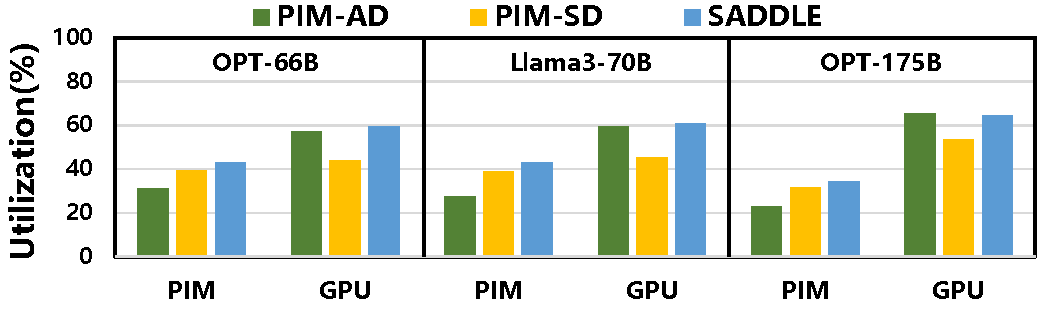 PIM-AD PIM-SD SADDLE
Utilization(%)
100
80
60
40
20
0
OPT-66B Llama3-70B OPT-175B
PIM GPU PIM GPU PIM GPU